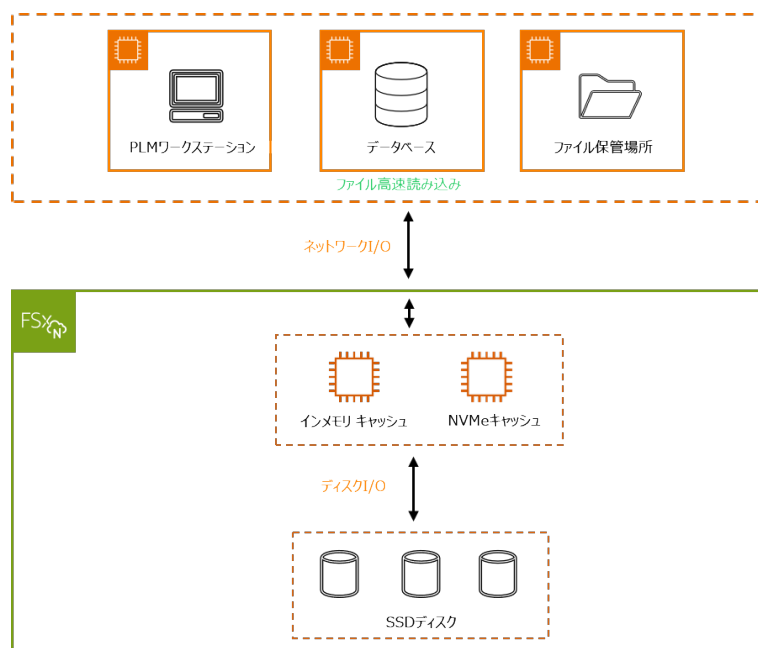 PLMワークステーション
データベース
ファイル保管場所
ファイル高速読み込み
ネットワークI/O
FSx
N
インメモリ キャッシュ
NVMeキャッシュ
ディスクI/O
SSDディスク